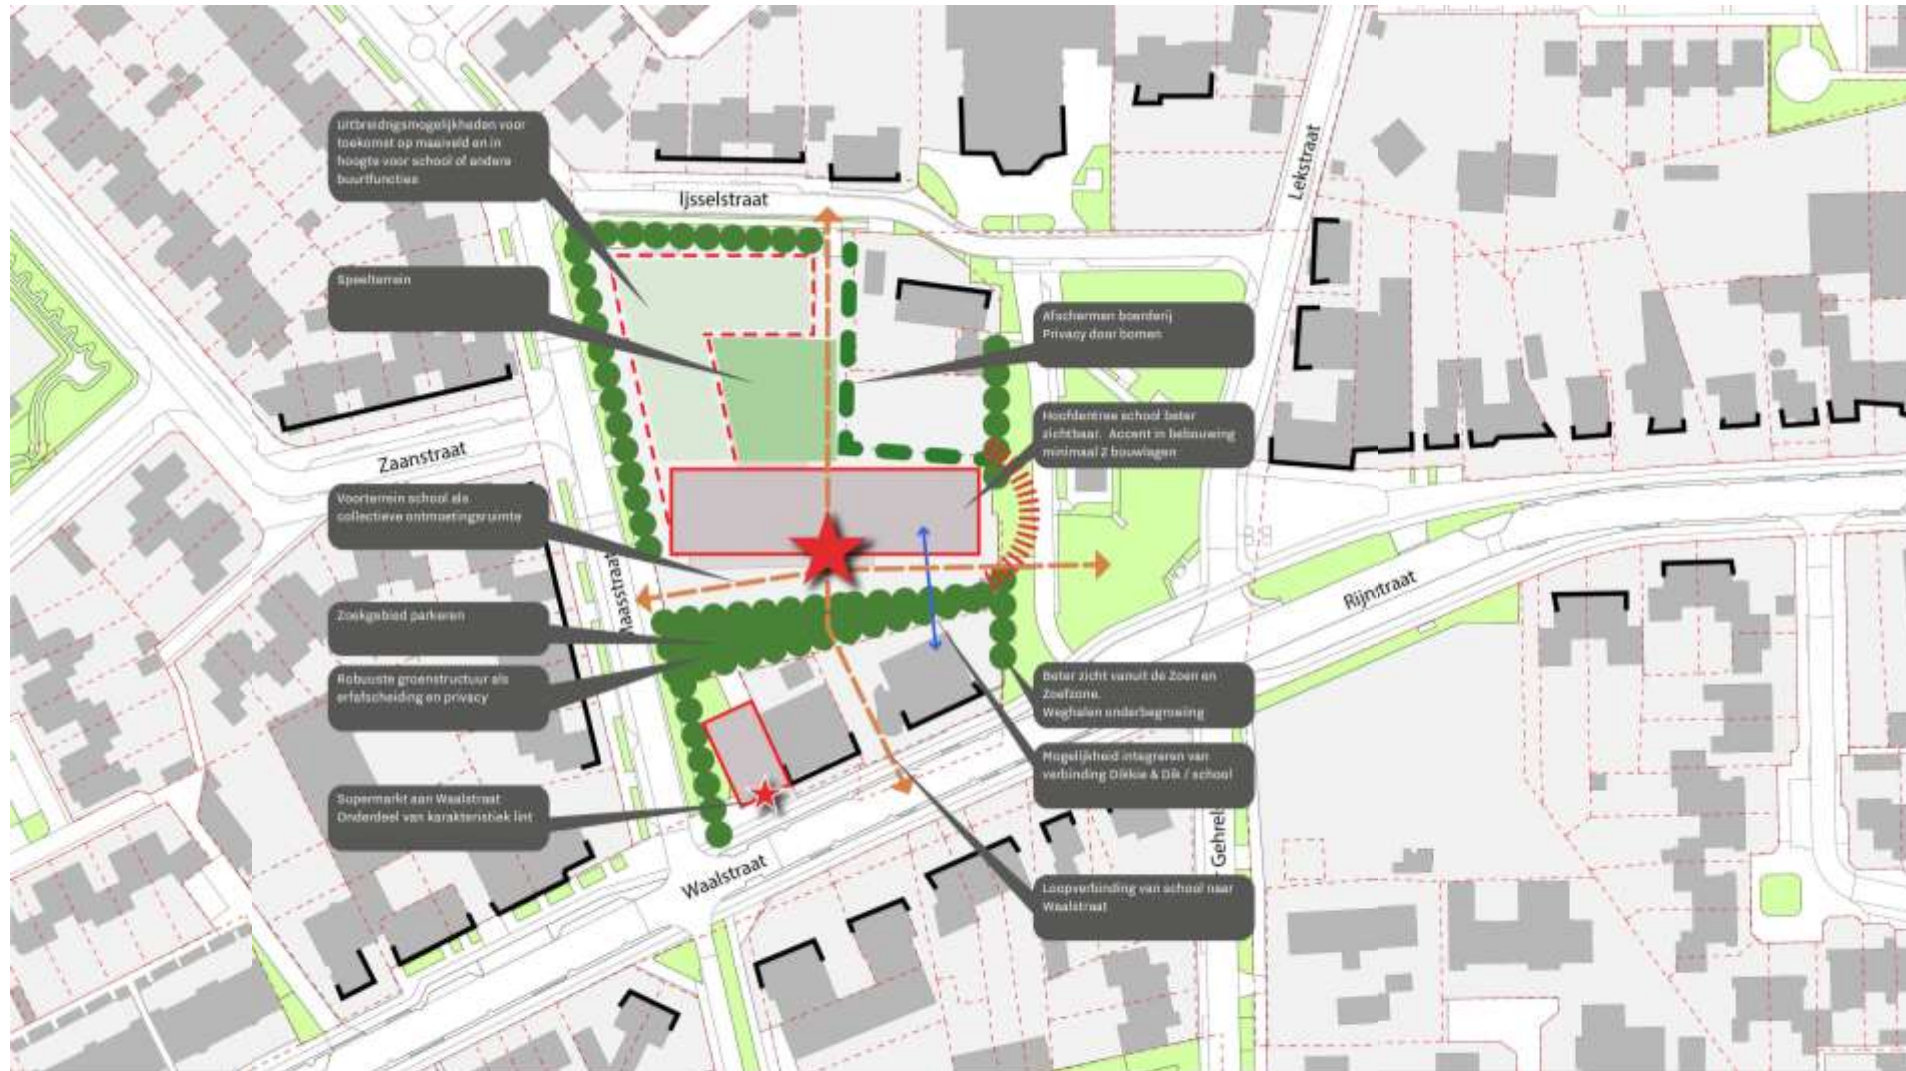 Uitbreidingsmogelijkheden voor
toekomst op maaiveld en in
hoogte voor school of andere
buurtfuncties
Ijsselstraat
Lekstraat
Speelterrein
Afschermen boerderij
Privacy door bomen
Hoofdentree school beter
zichtbaar. Accent in bebouwing
minimaal 2 bouwlagen
Zaanstraat
Voorterrein school als
collectieve ontmoetingsruimte
Maasstraat
Rijnstraat
Zoekgebied parkeren
Robuuste groenstructuur als
erfafscheiding en privacy
Beter zicht vanuit de Zoen en
Zoefzone.
Weghalen onderbegroeiing
Mogelijkheid integreren van
verbinding Dikkie & Dik / school
Supermarkt aan Waalstraat
Onderdeel van karakteristiek lint
Gehrel
Waalstraat
Loopverbinding van school naar
Waalstraat